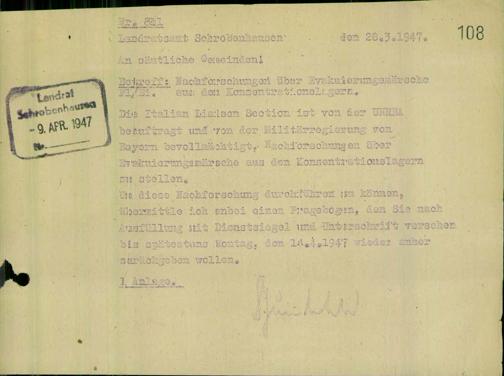 Nr. 821
Landratsamt Schrobenhausen den 28.3.1947.
108
An sämtliche Gemeinden!
Betreff: Nachforschungen über Evakuierungsmärsche
aus den Konzentrationslagern.
Landrat
Schrobenhausen
- 9. APR. 1947
Nr.
Die Italian Liaison Section ist von der UNRRA
beauftragt und von der Militärregierung von
Bayern bevollmächtigt, Nachforschungen über
Evakuierungsmärsche aus den Konzentrationslagern
zu stellen.
Um diese Nachforschung durchführen zu können,
übermittle ich anbei einen Fragebogen, den Sie nach
Ausfüllung mit Dienstsiegel und Unterschrift versehen
bis spätestens Montag, den 14.4.1947 wieder anher
zurückgeben wollen.
1 Anlage.